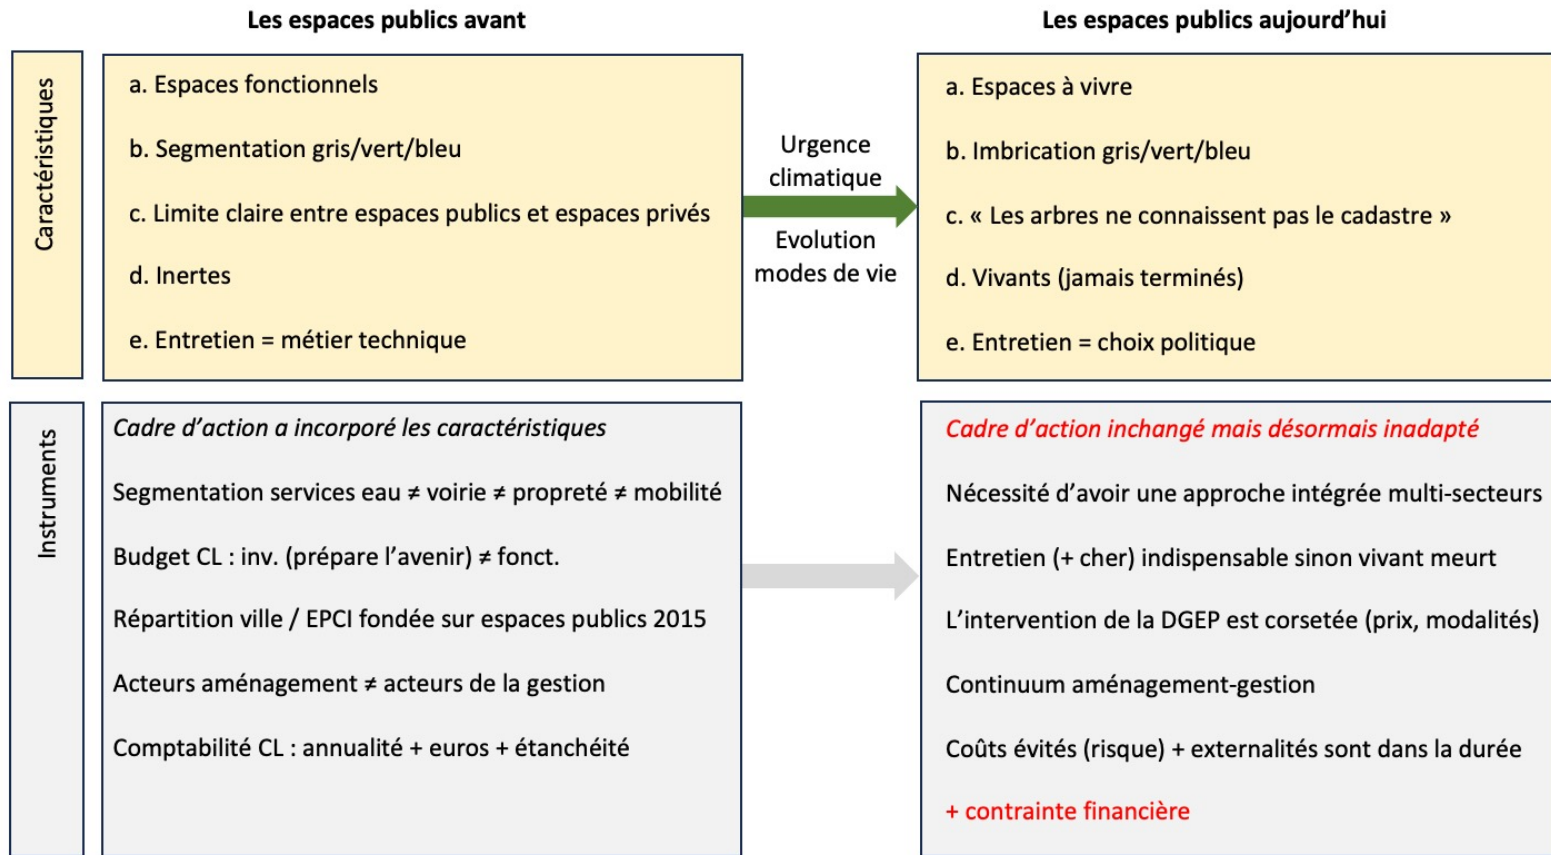 Les espaces publics avant
Les espaces publics aujourd'hui
Caractéristiques
a. Espaces fonctionnels
b. Segmentation gris/vert/bleu
c. Limite claire entre espaces publics et espaces privés
d. Inertes
e. Entretien = métier technique
Urgence
climatique
Evolution
modes de vie
a. Espaces à vivre
b. Imbrication gris/vert/bleu
c. « Les arbres ne connaissent pas le cadastre »
d. Vivants (jamais terminés)
e. Entretien = choix politique
Instruments
Cadre d'action a incorporé les caractéristiques
Segmentation services eau ≠ voirie ≠ propreté ≠ mobilité
Budget CL : inv. (prépare l'avenir) ≠ fonct.
Répartition ville / EPCI fondée sur espaces publics 2015
Acteurs aménagement ≠ acteurs de la gestion
Comptabilité CL : annualité + euros + étanchéité
Cadre d'action inchangé mais désormais inadapté
Nécessité d'avoir une approche intégrée multi-secteurs
Entretien (+ cher) indispensable sinon vivant meurt
L'intervention de la DGEP est corsetée (prix, modalités)
Continuum aménagement-gestion
Coûts évités (risque) + externalités sont dans la durée
+ contrainte financière